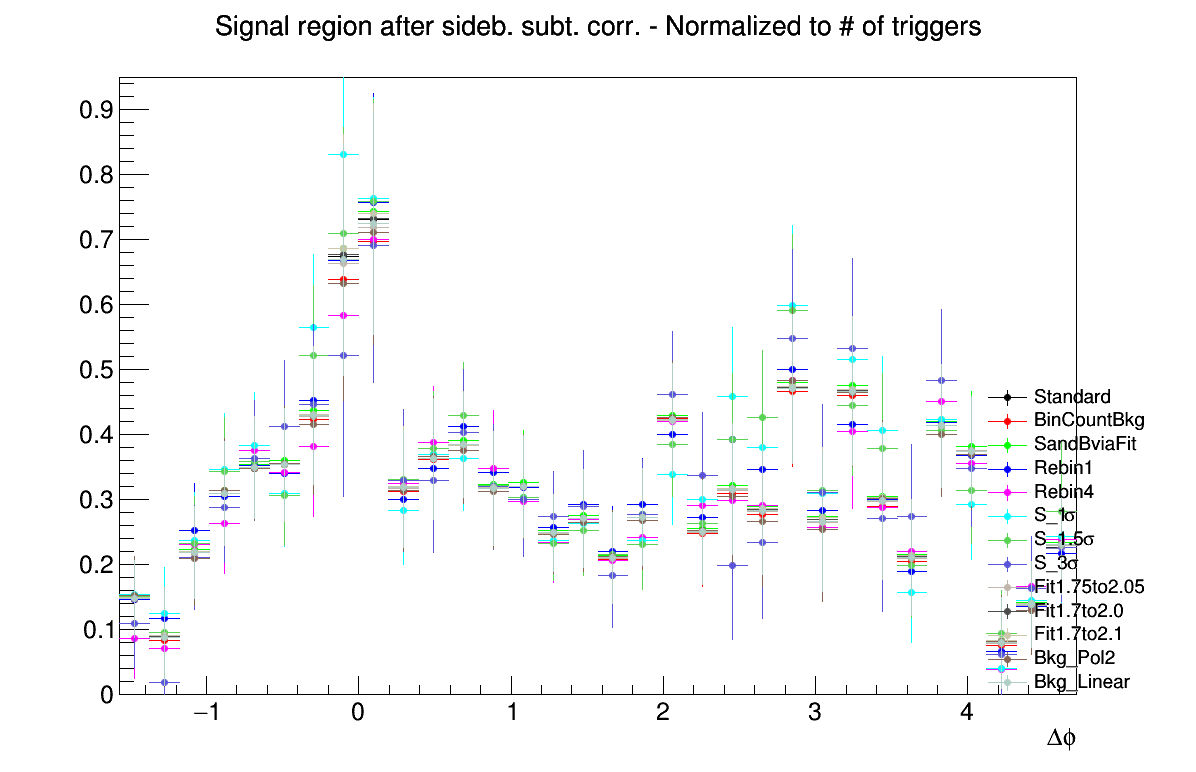 Signal region after sideb. subt. corr. - Normalized to # of triggers
0.9
0.8
0.7
0.6
0.5
0.4
0.3
0.2
0.1
0
−1
0
1
2
3
4
Δϕ
Standard
BinCountBkg
SandBviaFit
Rebin1
Rebin4
S_1σ
S_1.5σ
S_3σ
Fit1.75to2.05
Fit1.7to2.0
Fit1.7to2.1
Bkg_Pol2
Bkg_Linear